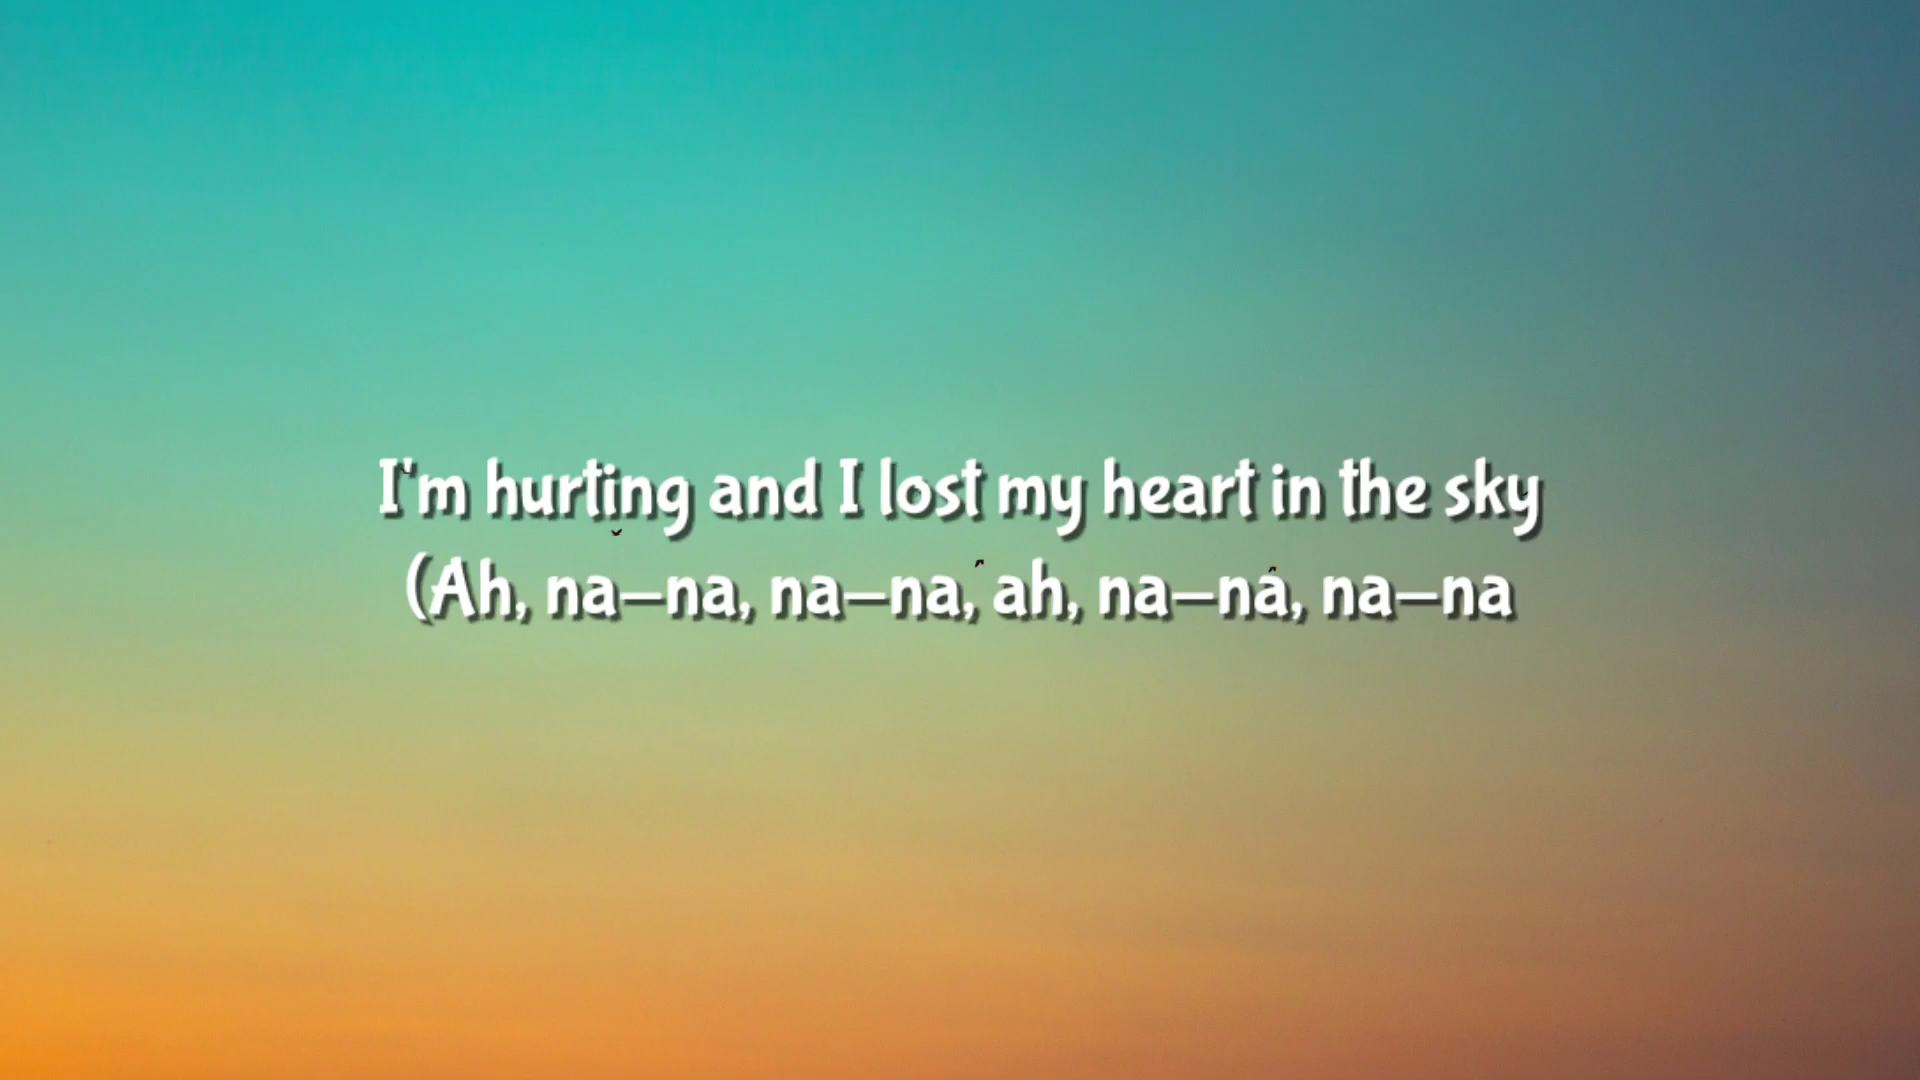 I'm hurting and I lost my heart in the sky
(Ah, na–na, na–na, ah, na–na, na–na